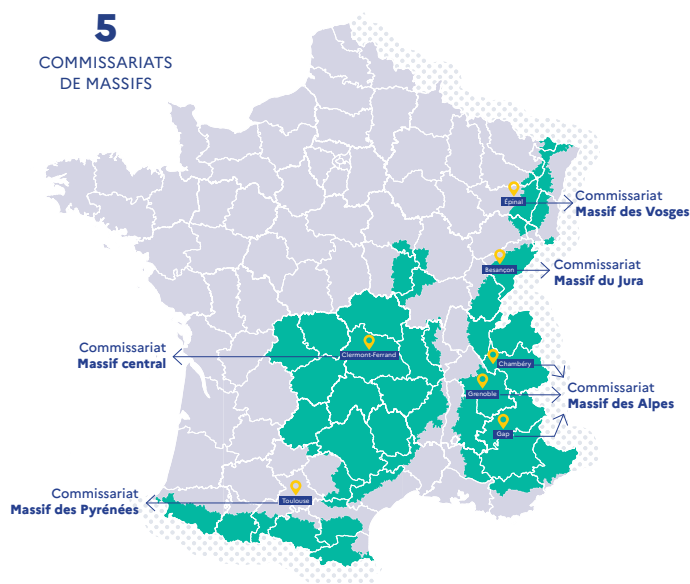 5
COMMISSARIATS
DE MASSIFS
Épinal
Commissariat
Massif des Vosges
Besançon
Commissariat
Massif du Jura
Commissariat
Massif central
Clermont-Ferrand
Chambéry
Grenoble
Commissariat
Massif des Alpes
Gap
Commissariat
Massif des Pyrénées
Toulouse